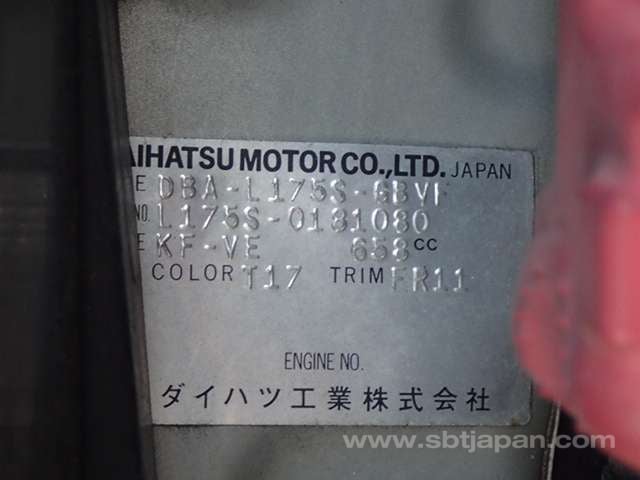 AIHATSU MOTOR CO.,LTD. JAPAN
E DBA-L175S-GBVF
NO. L175S-0181080
E KF-VE 658 CC
COLOR T17 TRIM FR11
ENGINE NO.
ダイハツ工業株式会社
www.sbtjapan.com